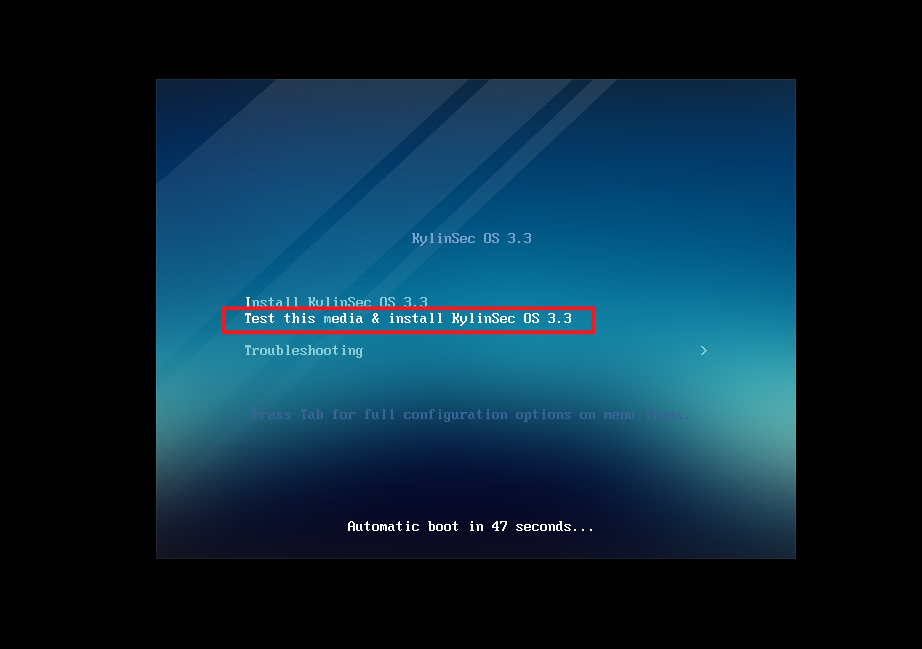 KylinSec OS 3.3
Install KylinSec OS 3.3
Test this media & install KylinSec OS 3.3
Troubleshooting >
Press Tab for full configuration options on menu items.
Automatic boot in 47 seconds...